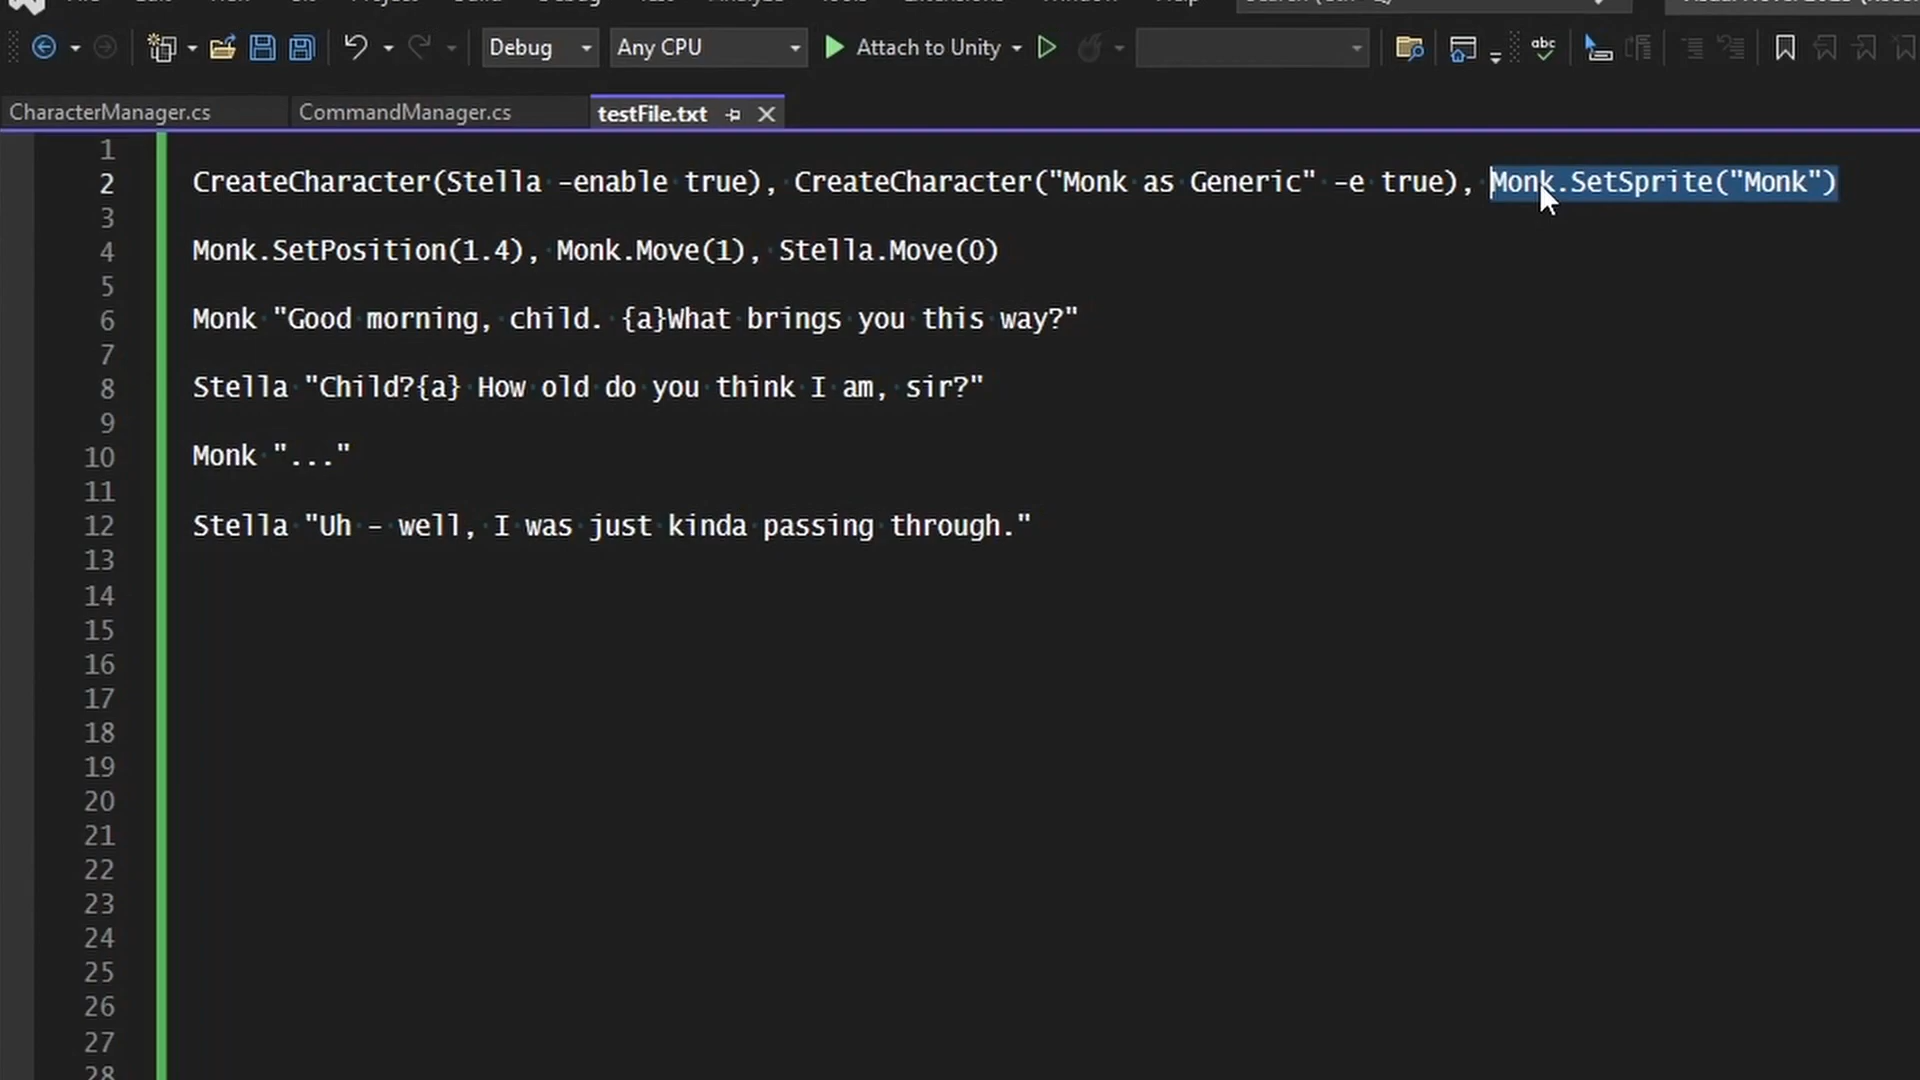 Debug Any CPU Attach to Unity abc
CharacterManager.cs CommandManager.cs testFile.txt
1
2 CreateCharacter(Stella -enable true), CreateCharacter("Monk as Generic" -e true), Monk.SetSprite("Monk")
3
4 Monk.SetPosition(1.4), Monk.Move(1), Stella.Move(0)
5
6 Monk "Good morning, child. {a}What brings you this way?"
7
8 Stella "Child?{a} How old do you think I am, sir?"
9
10 Monk "..."
11
12 Stella "Uh - well, I was just kinda passing through."
13
14
15
16
17
18
19
20
21
22
23
24
25
26
27
28